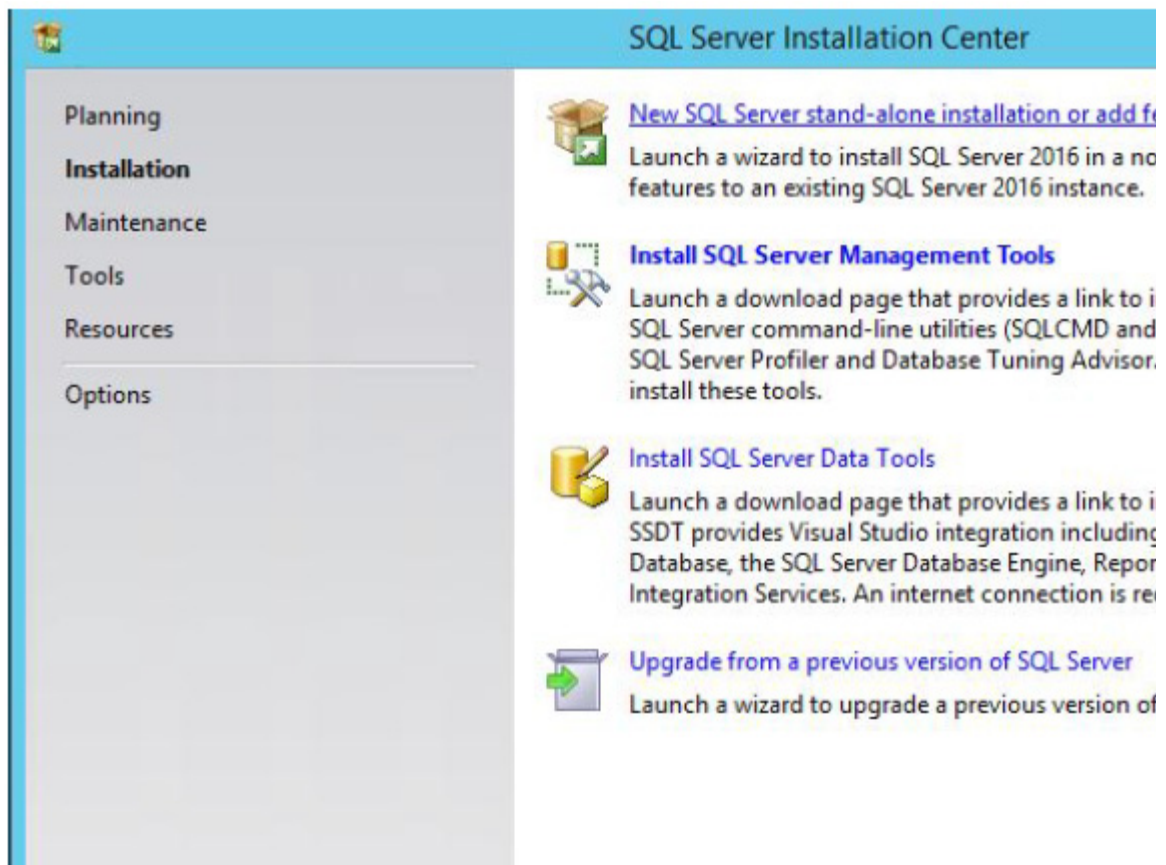 SQL Server Installation Center
Planning
Installation
Maintenance
Tools
Resources
Options
New SQL Server stand-alone installation or add
Launch a wizard to install SQL Server 2016 in a
features to an existing SQL Server 2016 instance.
Install SQL Server Management Tools
Launch a download page that provides a link to
SQL Server command-line utilities (SQLCMD and
SQL Server Profiler and Database Tuning Advisor.
install these tools.
Install SQL Server Data Tools
Launch a download page that provides a link to
SSDT provides Visual Studio integration including
Database, the SQL Server Database Engine,
Integration Services. An internet connection is
Upgrade from a previous version of SQL Server
Launch a wizard to upgrade a previous version of